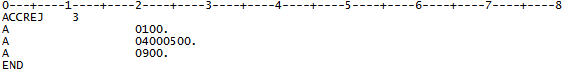 0---+----1----+----2----+----3----+----4----+----5----+----6----+----7----+----8
ACCREJ    3
A                  0100.
A                  04000500.
A                  0900.
END